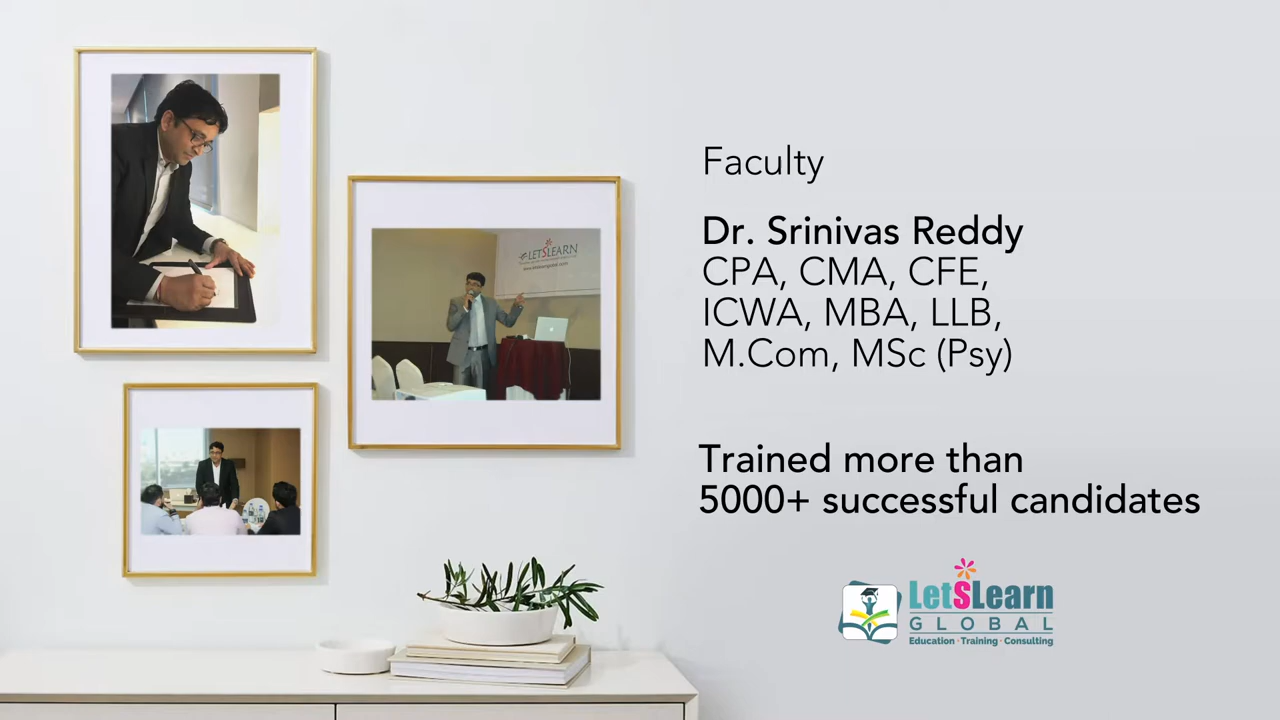 Faculty
Dr. Srinivas Reddy
CPA, CMA, CFE,
ICWA, MBA, LLB,
M.Com, MSc (Psy)
Trained more than
5000+ successful candidates
LetSLearn
GLOBAL
Education · Training · Consulting
LETSLEARN